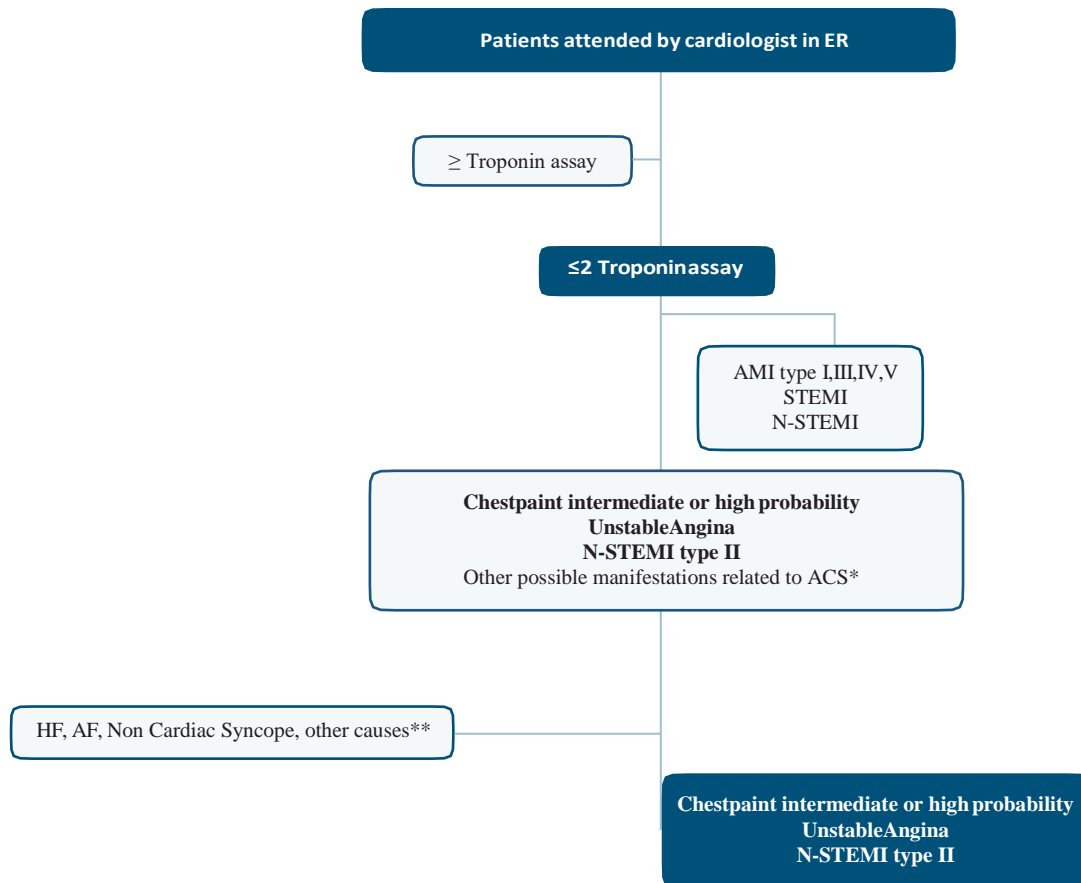 Patients attended by cardiologist in ER
≥ Troponin assay
≤2 Troponinassay
AMI type I,III,IV,V
STEMI
N-STEMI
Chestpaint intermediate or high probability
UnstableAngina
N-STEMI type II
Other possible manifestations related to ACS*
HF, AF, Non Cardiac Syncope, other causes**
Chestpaint intermediate or high probability
UnstableAngina
N-STEMI type II